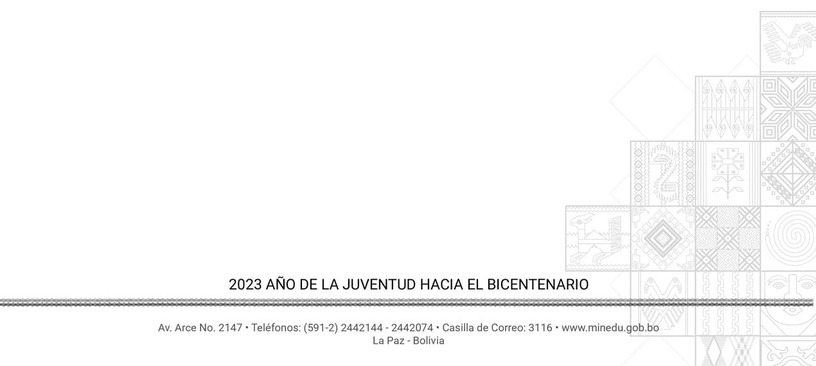 2023 AÑO DE LA JUVENTUD HACIA EL BICENTENARIO
Av. Arce No. 2147 • Teléfonos: (591-2) 2442144 - 2442074 • Casilla de Correo: 3116 • www.minedu.gob.bo
La Paz - Bolivia